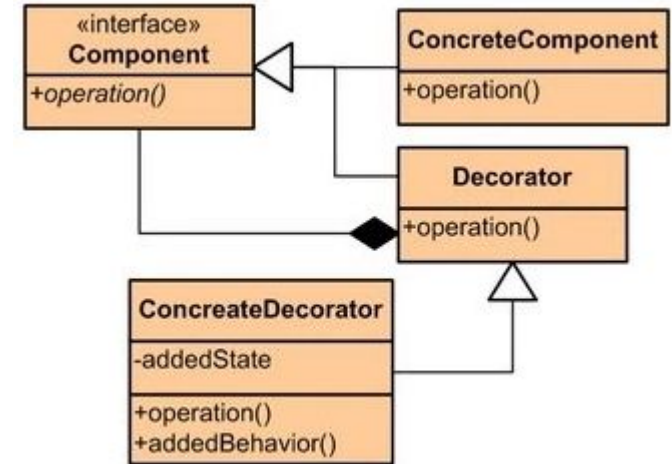 «interface»
Component
+operation()
ConcreteComponent
+operation()
Decorator
+operation()
ConcreateDecorator
-addedState
+operation()
+addedBehavior()